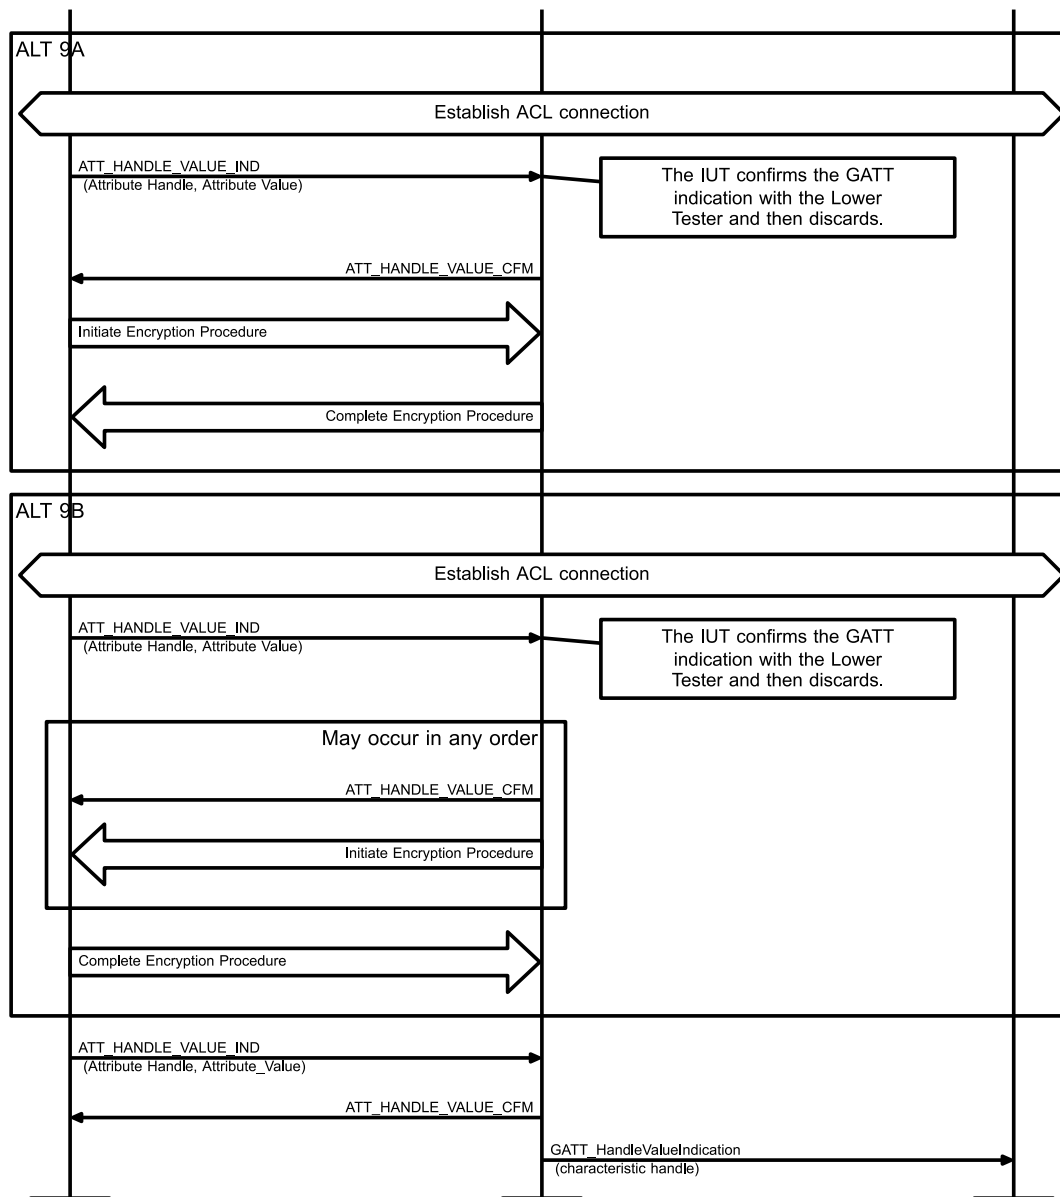 ALT 9A
Establish ACL connection
ATT_HANDLE_VALUE_IND
(Attribute Handle, Attribute Value)
The IUT confirms the GATT
indication with the Lower
Tester and then discards.
ATT_HANDLE_VALUE_CFM
Initiate Encryption Procedure
Complete Encryption Procedure
ALT 9B
Establish ACL connection
ATT_HANDLE_VALUE_IND
(Attribute Handle, Attribute Value)
The IUT confirms the GATT
indication with the Lower
Tester and then discards.
May occur in any order
ATT_HANDLE_VALUE_CFM
Initiate Encryption Procedure
Complete Encryption Procedure
ATT_HANDLE_VALUE_IND
(Attribute Handle, Attribute_Value)
ATT_HANDLE_VALUE_CFM
GATT_HandleValueIndication
(characteristic handle)